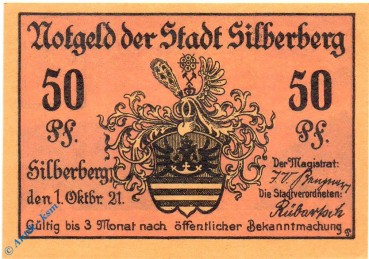 Notgeld der Stadt Silberberg
50 50
Pf. Pf.
Silberberg,
den 1. Oktbr. 21.
Der Magistrat:
Die Stadtverordneten:
Rübartsch
Gültig bis 3 Monat nach öffentlicher Bekanntmachung